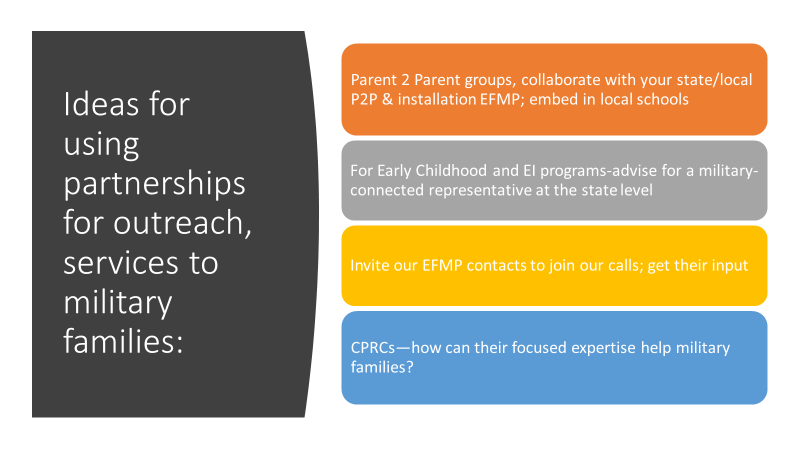 Ideas for
using
partnerships
for outreach,
services to
military
families:
Parent 2 Parent groups, collaborate with your state/local
P2P & installation EFMP; embed in local schools
For Early Childhood and EI programs-advise for a military-
connected representative at the state level
Invite our EFMP contacts to join our calls; get their input
CPRCs—how can their focused expertise help military
families?